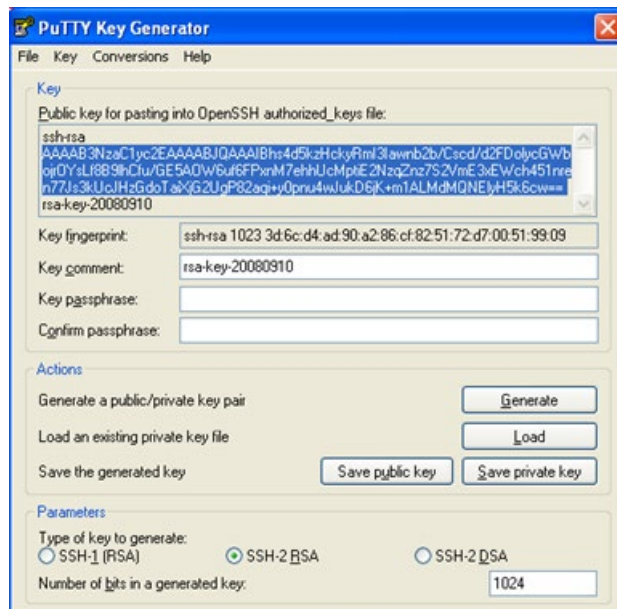 PuTTY Key Generator
File Key Conversions Help
Key
Public key for pasting into OpenSSH authorized_keys file:
ssh-rsa
rsa-key-20080910
Key fingerprint: ssh-rsa 1023 3d:6c:d4:ad:90:a2:86:cf:82:51:72:d7:00:51:99:09
Key comment: rsa-key-20080910
Key passphrase:
Confirm passphrase:
Actions
Generate a public/private key pair Generate
Load an existing private key file Load
Save the generated key Save public key Save private key
Parameters
Type of key to generate:
SSH-1 (RSA) SSH-2 RSA SSH-2 DSA
Number of bits in a generated key: 1024